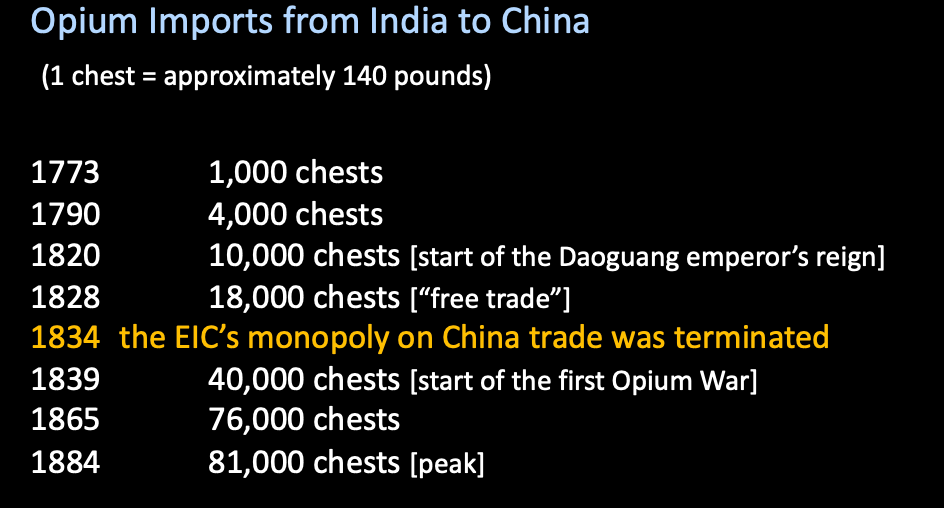 Opium Imports from India to China
(1 chest = approximately 140 pounds)
1773 1,000 chests
1790 4,000 chests
1820 10,000 chests [start of the Daoguang emperor’s reign]
1828 18,000 chests [“free trade”]
1834 the EIC’s monopoly on China trade was terminated
1839 40,000 chests [start of the first Opium War]
1865 76,000 chests
1884 81,000 chests [peak]